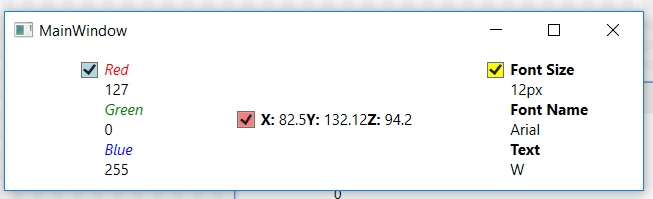 MainWindow
Red
127
Green
0
Blue
255
X: 82.5Y: 132.12Z: 94.2
Font Size
12px
Font Name
Arial
Text
W
0